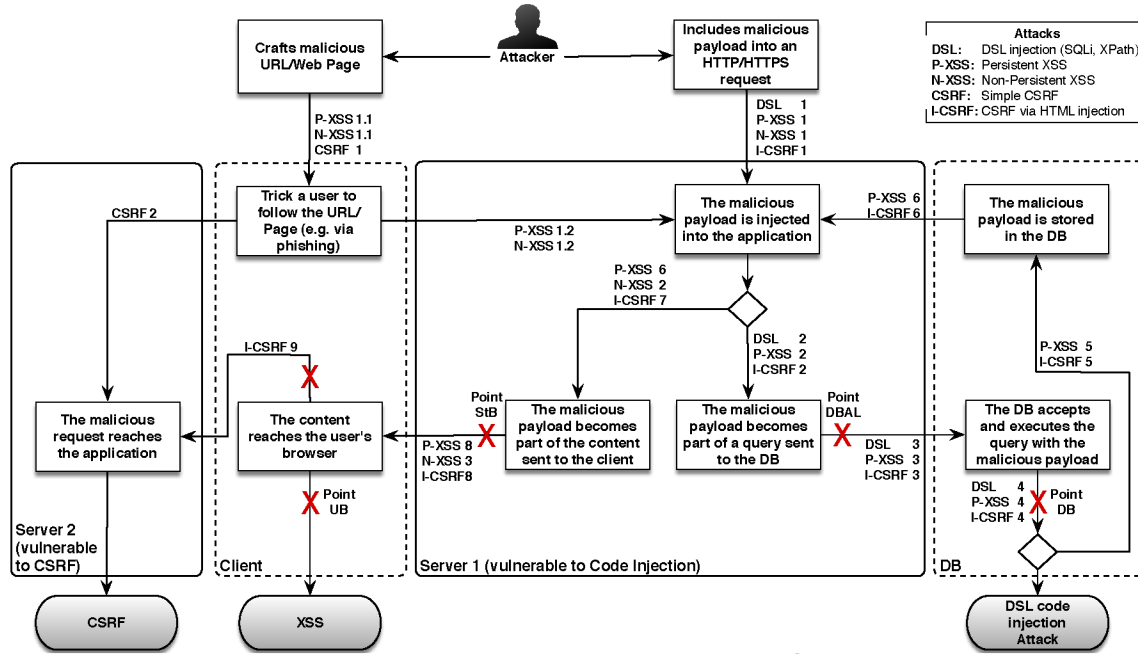 Crafts malicious
URL/Web Page
Attacker
Includes malicious
payload into an
HTTP/HTTPS
request
Attacks
DSL: DSL injection (SQLi, XPath)
P-XSS: Persistent XSS
N-XSS: Non-Persistent XSS
CSRF: Simple CSRF
I-CSRF: CSRF via HTML injection
P-XSS 1.1
N-XSS 1.1
CSRF 1
DSL 1
P-XSS 1
N-XSS 1
I-CSRF 1
CSRF 2
Trick a user to
follow the URL/
Page (e.g. via
phishing)
P-XSS 1.2
N-XSS 1.2
The malicious
payload is injected
into the application
P-XSS 6
I-CSRF 6
The malicious
payload is stored
in the DB
P-XSS 6
N-XSS 2
I-CSRF 7
DSL 2
P-XSS 2
I-CSRF 2
P-XSS 5
I-CSRF 5
I-CSRF 9
The malicious
request reaches
the application
The content
reaches the user's
browser
Point
StB
P-XSS 8
N-XSS 3
I-CSRF8
The malicious
payload becomes
part of the content
sent to the client
The malicious
payload becomes
part of a query sent
to the DB
Point
DBAL
DSL 3
P-XSS 3
I-CSRF 3
The DB accepts
and executes the
query with the
malicious payload
Point
UB
DSL 4
P-XSS 4
I-CSRF 4
Point
DB
Server 2
(vulnerable
to CSRF)
Client
Server 1 (vulnerable to Code Injection)
DB
CSRF
XSS
DSL code
injection
Attack